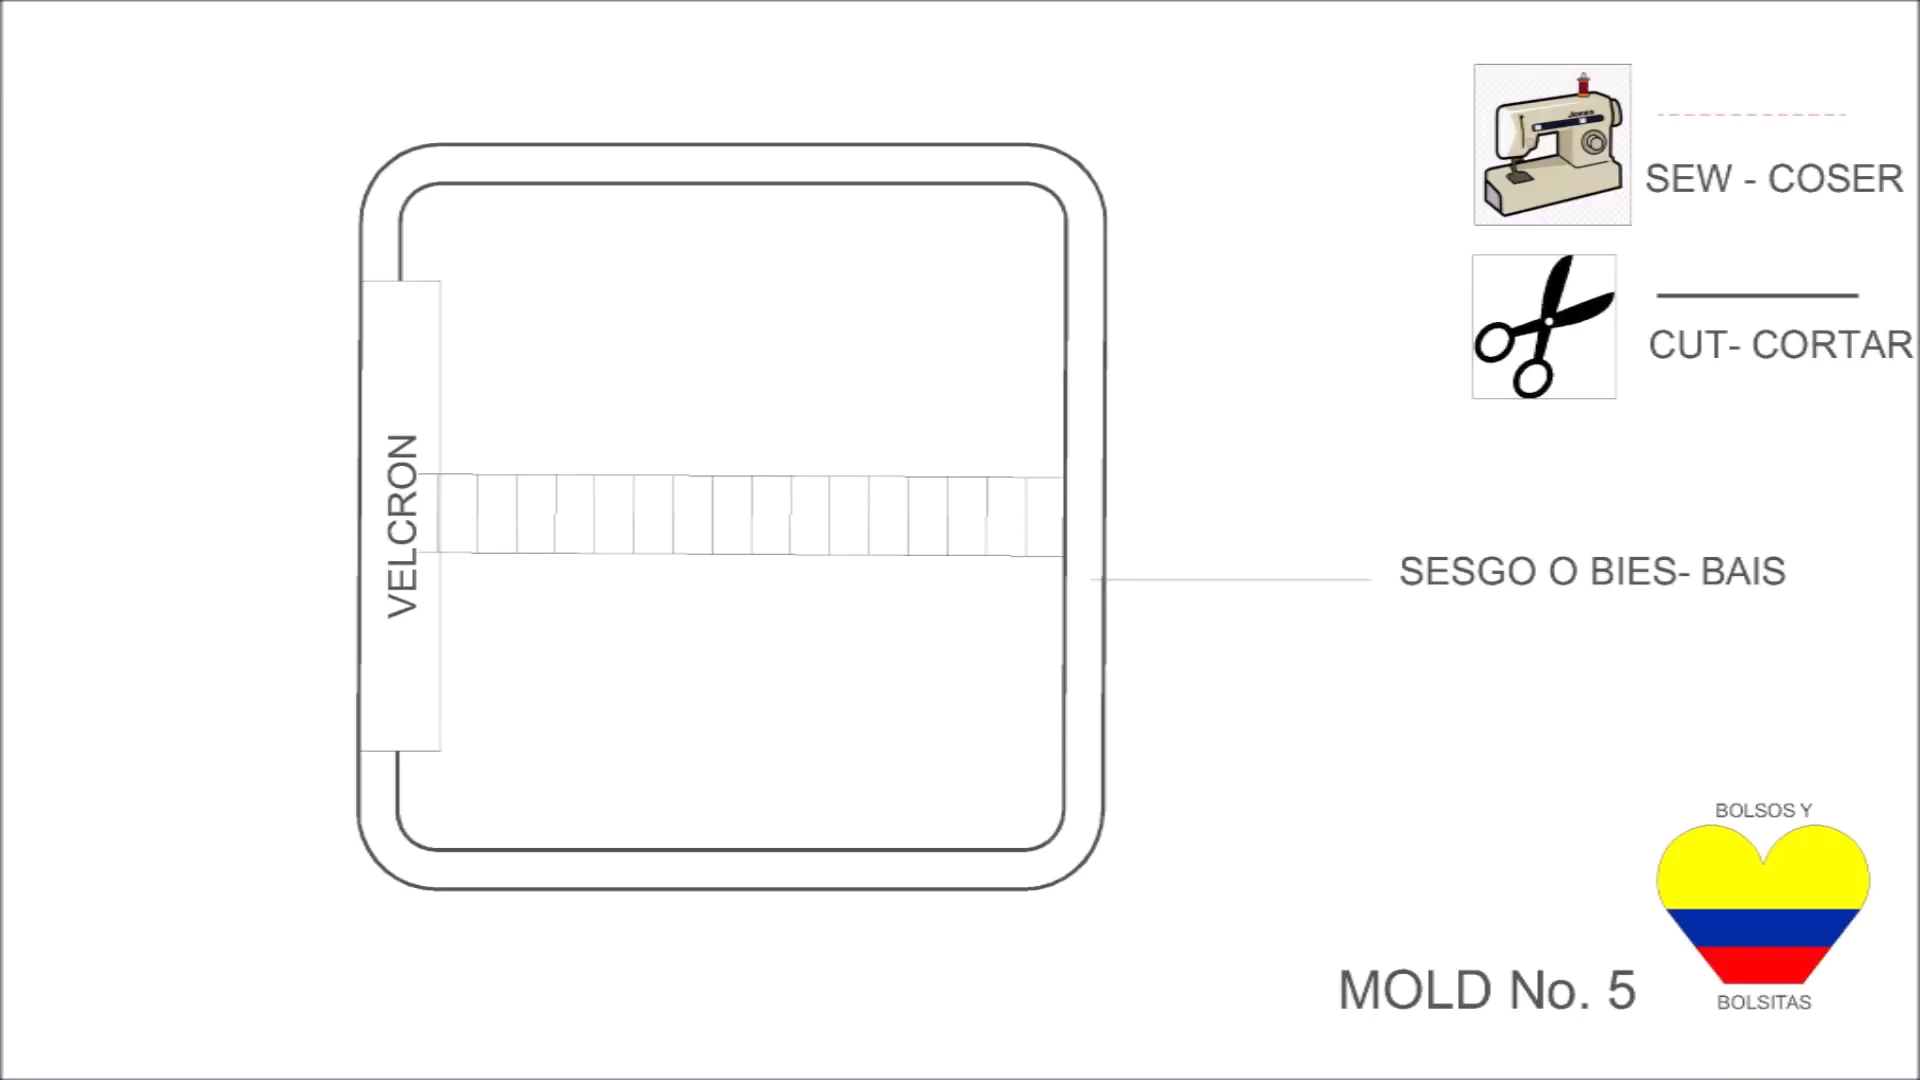 SEW - COSER
CUT- CORTAR
VELCRON
SESGO O BIES- BAIS
BOLSOS Y
BOLSITAS
MOLD No. 5